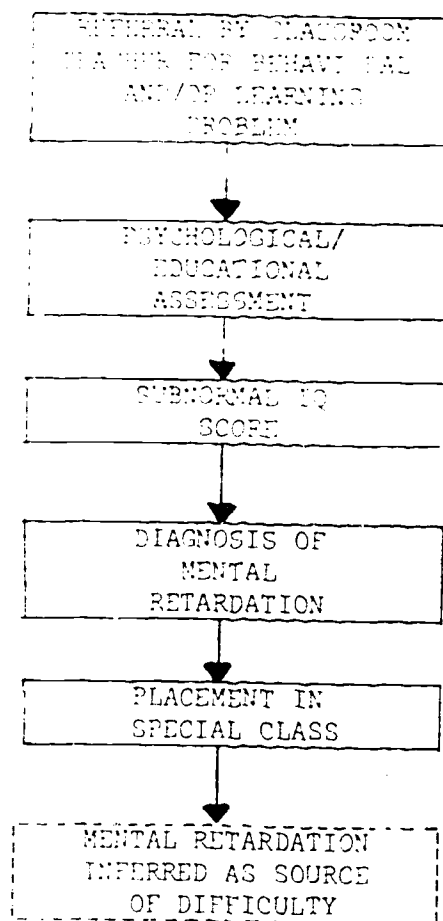 REFERRAL BY CLASSROOM
TEACHER FOR BEHAVIORAL
AND/OR LEARNING
PROBLEM
PSYCHOLOGICAL/
EDUCATIONAL
ASSESSMENT
SUBNORMAL IQ
SCORE
DIAGNOSIS OF
MENTAL
RETARDATION
PLACEMENT IN
SPECIAL CLASS
MENTAL RETARDATION
INFERRED AS SOURCE
OF DIFFICULTY